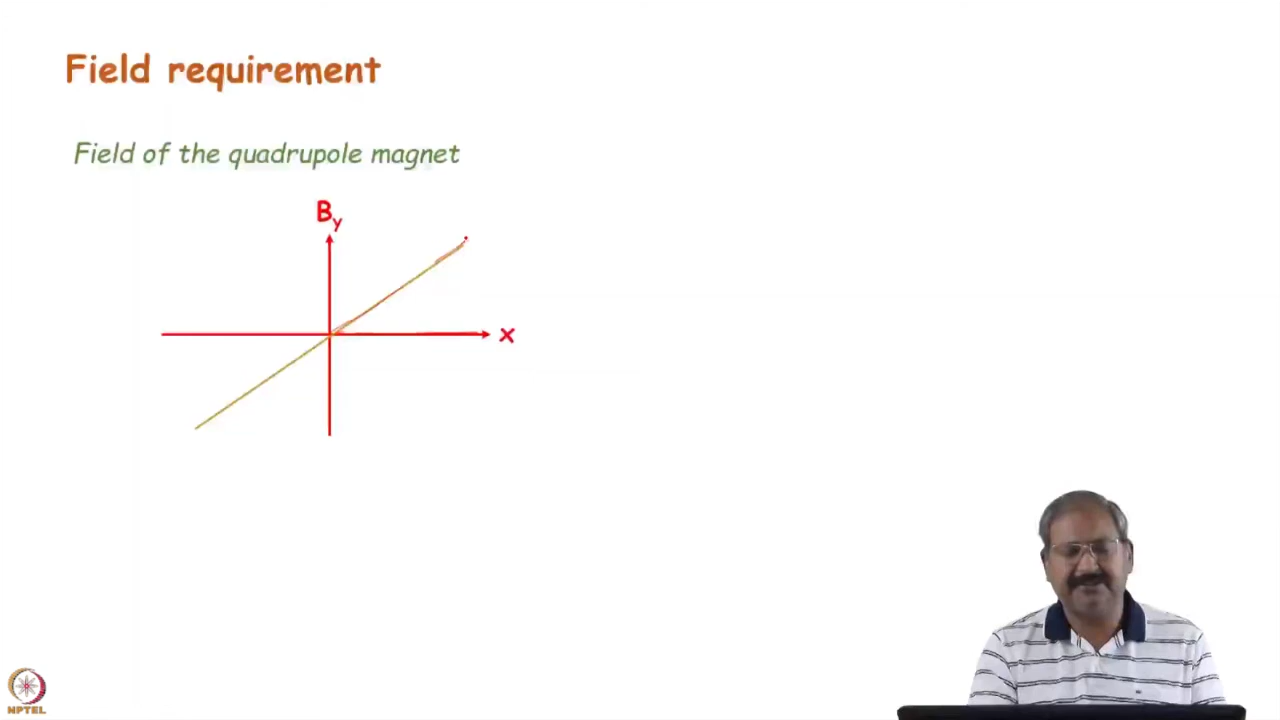 Field requirement
Field of the quadrupole magnet
By
x
NPTEL